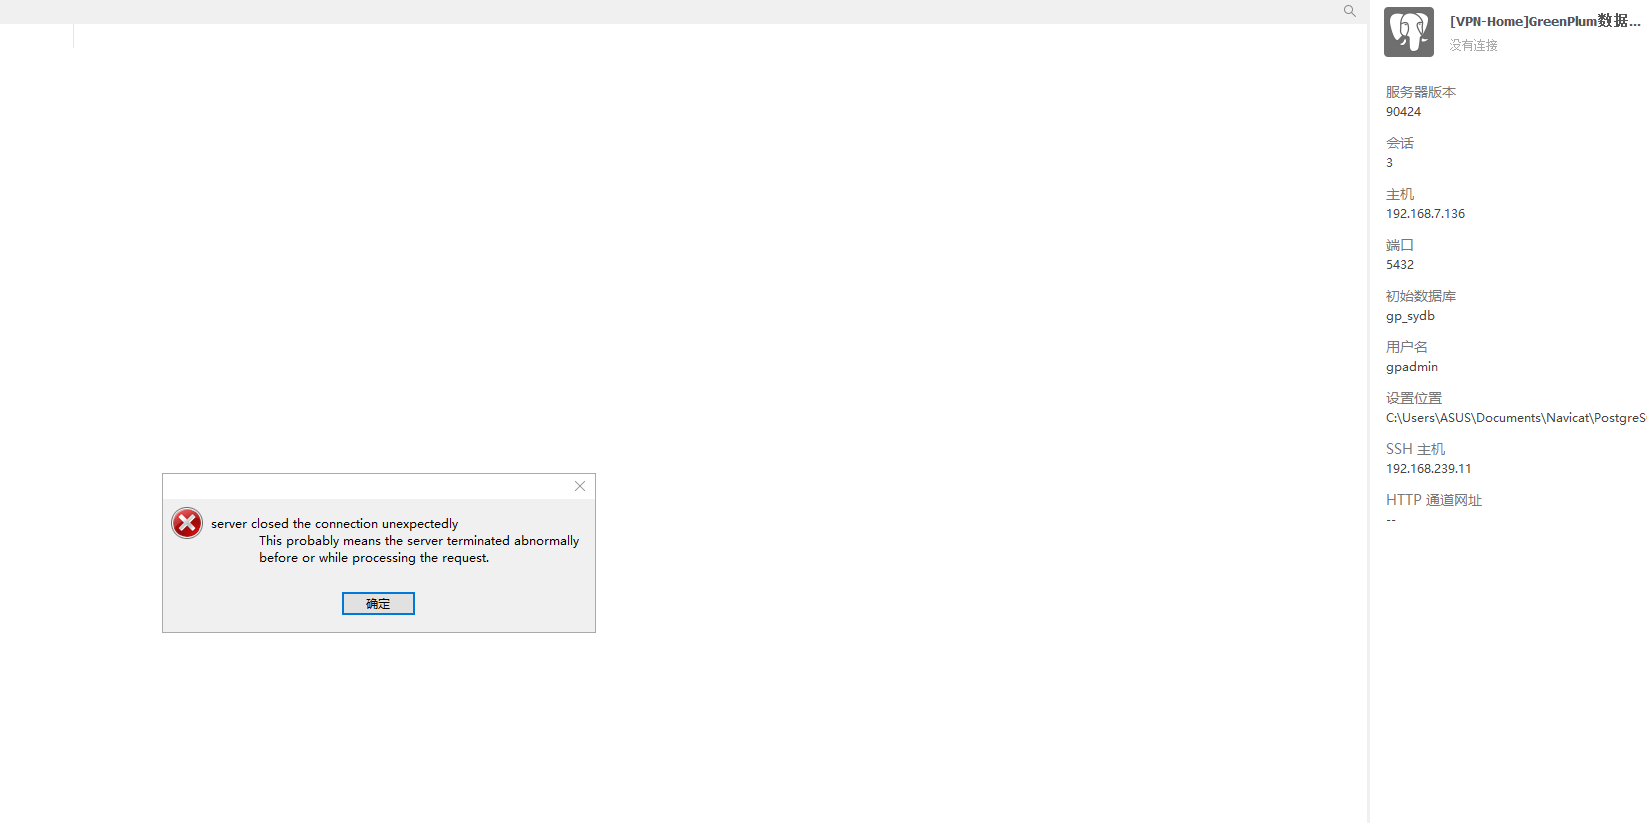 [VPN-Home]GreenPlum数据...
没有连接
服务器版本
90424
会话
3
主机
192.168.7.136
端口
5432
初始数据库
gp_sydb
用户名
gpadmin
设置位置
C:\Users\ASUS\Documents\Navicat\PostgreS
SSH 主机
192.168.239.11
HTTP 通道网址
--
server closed the connection unexpectedly
This probably means the server terminated abnormally
before or while processing the request.
确定